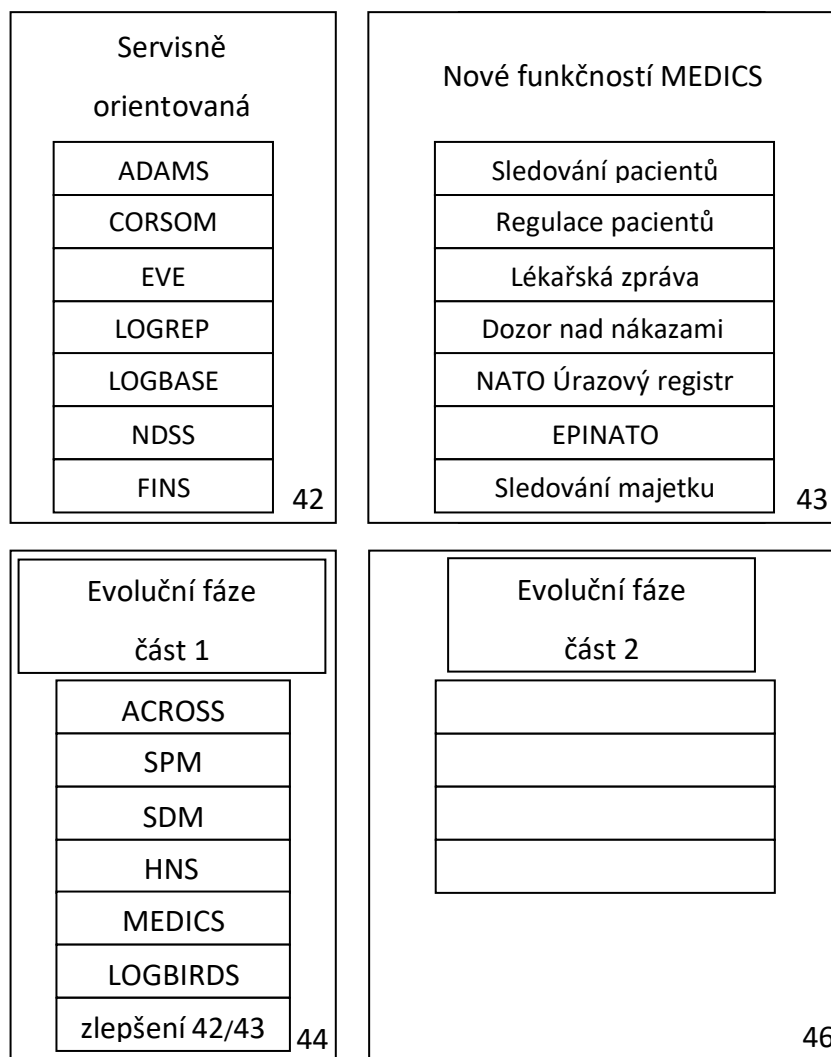 Servisně
orientovaná
ADAMS
CORSOM
EVE
LOGREP
LOGBASE
NDSS
FINS
42
Nové funkčností MEDICS
Sledování pacientů
Regulace pacientů
Lékařská zpráva
Dozor nad nákazami
NATO Úrazový registr
EPINATO
Sledování majetku
43
Evoluční fáze
část 1
ACROSS
SPM
SDM
HNS
MEDICS
LOGBIRDS
zlepšení 42/43
44
Evoluční fáze
část 2
46